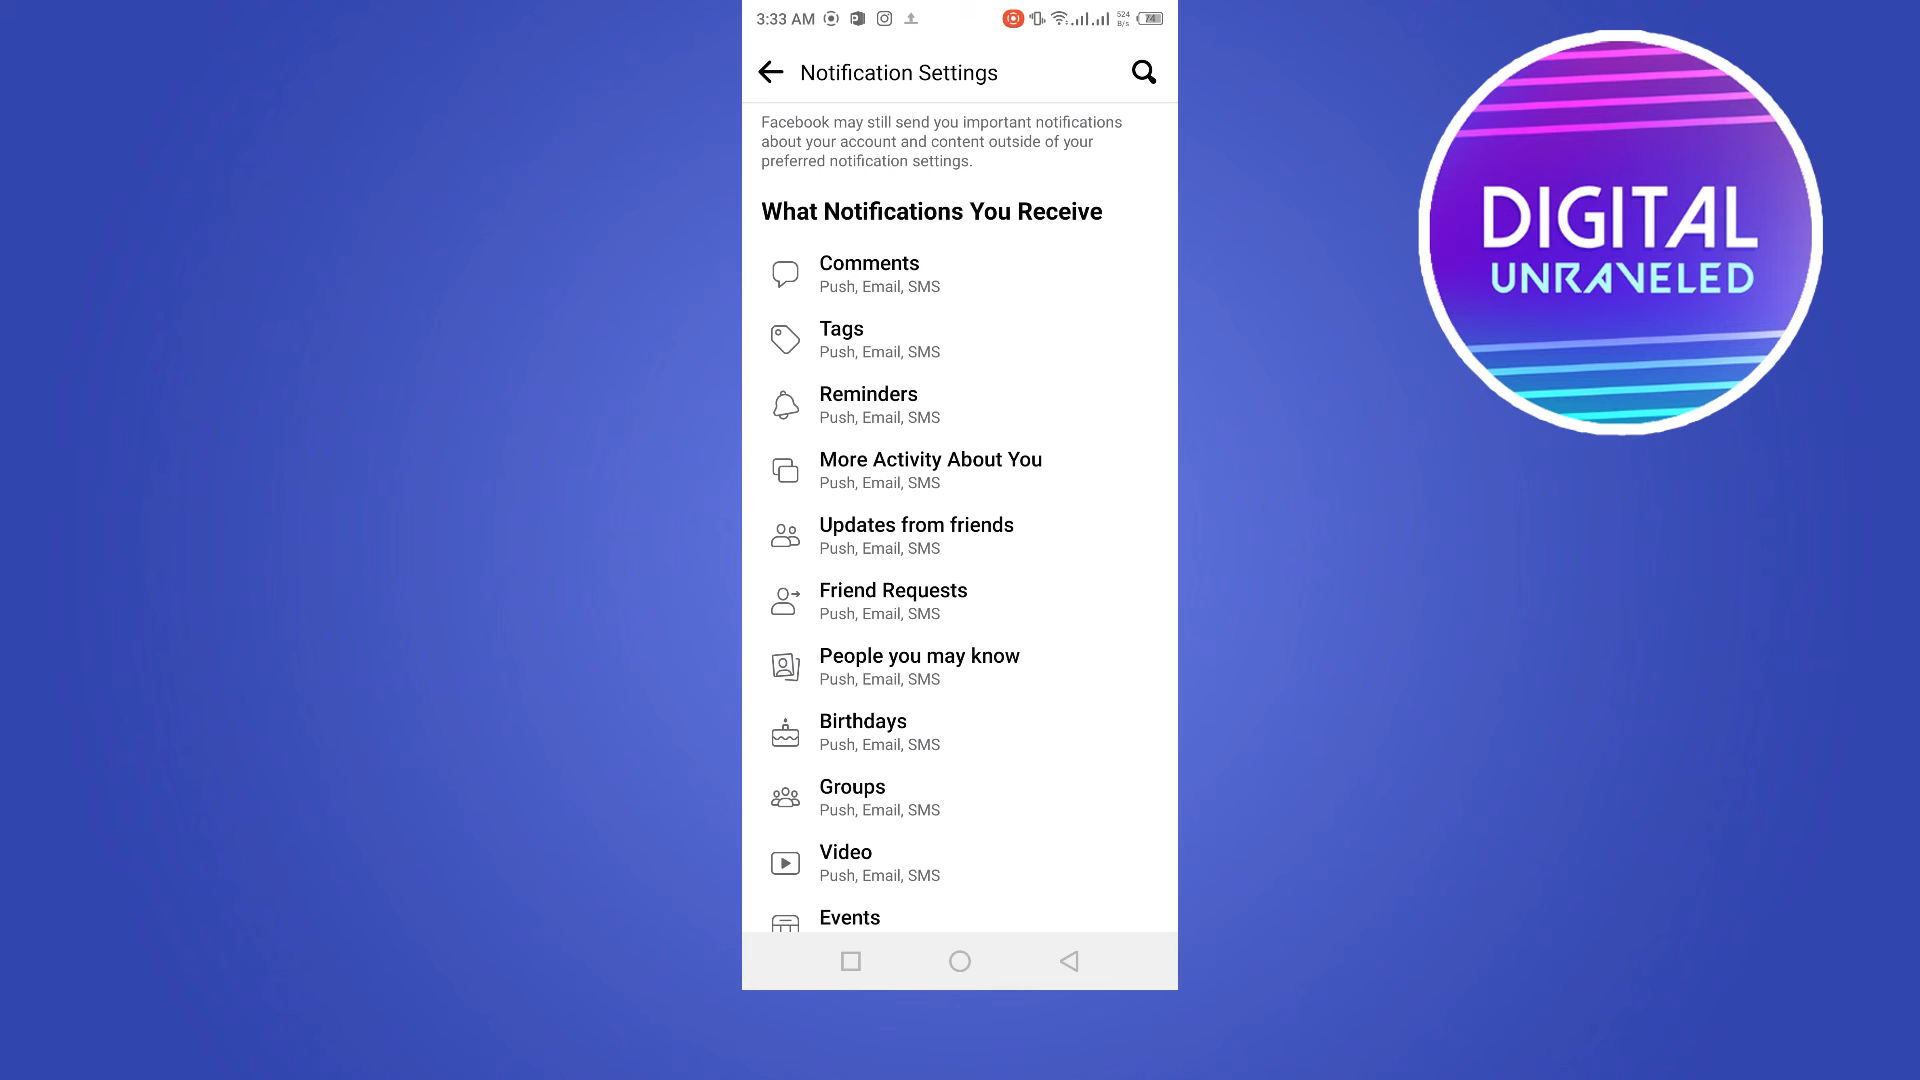 3:33 AM
524
B/s
74
Notification Settings
Facebook may still send you important notifications
about your account and content outside of your
preferred notification settings.
What Notifications You Receive
Comments
Push, Email, SMS
Tags
Push, Email, SMS
Reminders
Push, Email, SMS
More Activity About You
Push, Email, SMS
Updates from friends
Push, Email, SMS
Friend Requests
Push, Email, SMS
People you may know
Push, Email, SMS
Birthdays
Push, Email, SMS
Groups
Push, Email, SMS
Video
Push, Email, SMS
Events
DIGITAL
UNRAVELED